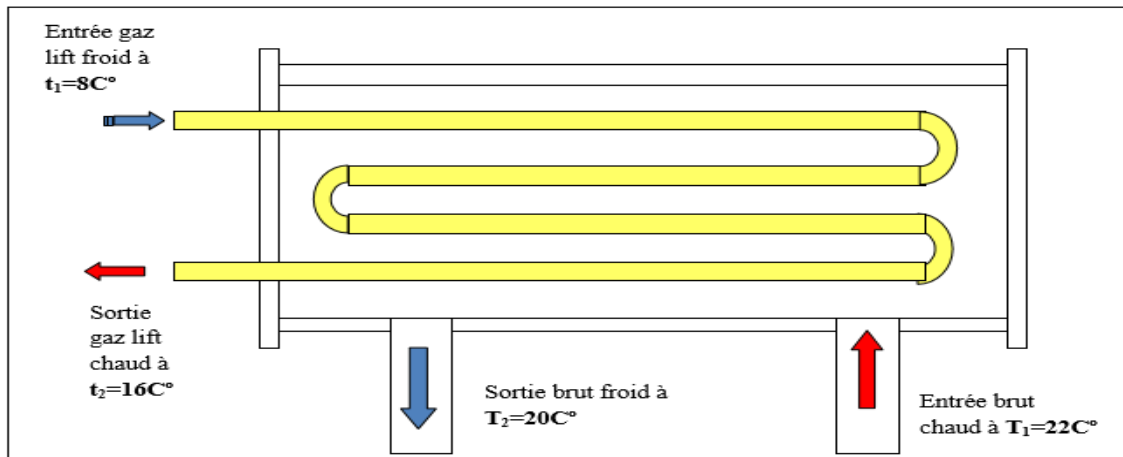 Entrée gaz
lift froid à
t₁=8C°
Sortie
gaz lift
chaud à
t₂=16C°
Sortie brut froid à
T₂=20C°
Entrée brut
chaud à T₁=22C°